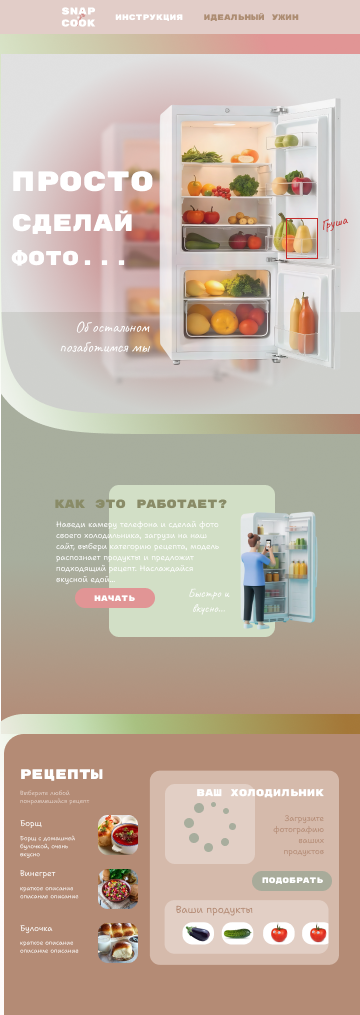 SNAP
COOK
ИНСТРУКЦИЯ
ИДЕАЛЬНЫЙ УЖИН
ПРОСТО
СДЕЛАЙ
ФОТО...
Груша
Об остальном
позаботимся мы
КАК ЭТО РАБОТАЕТ?
Наведи камеру телефона и сделай фото
своего холодильника, загрузи на наш
сайт, выбери категорию рецепта, модель
распознает продукты и предложит
подходящий рецепт. Наслаждайся
вкусной едой...
НАЧАТЬ
Быстро и
вкусно...
РЕЦЕПТЫ
Выберите любой
понравившийся рецепт
Борщ
Борщ с домашней
булочкой, очень
вкусно
Винегрет
краткое описание
описание описание
Булочка
краткое описание
описание описание
ВАШ ХОЛОДИЛЬНИК
Загрузите
фотографию
ваших
продуктов
ПОДОБРАТЬ
Ваши продукты